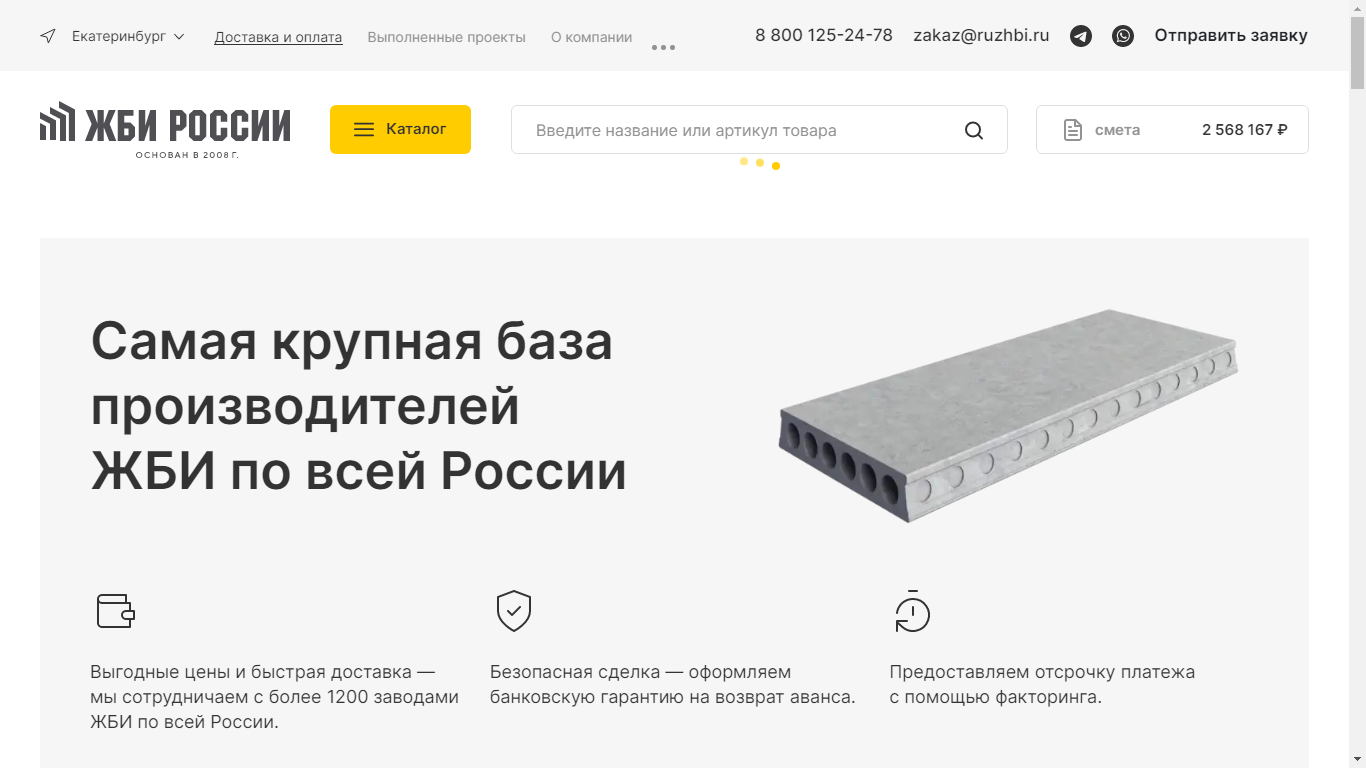 Екатеринбург
Доставка и оплата
Выполненные проекты
О компании
8 800 125-24-78
zakaz@ruzhbi.ru
Отправить заявку
ЖБИ РОССИИ
ОСНОВАН В 2008 Г.
Каталог
Введите название или артикул товара
смета
2 568 167 ₽
Самая крупная база
производителей
ЖБИ по всей России
Выгодные цены и быстрая доставка —
мы сотрудничаем с более 1200 заводами
ЖБИ по всей России.
Безопасная сделка — оформляем
банковскую гарантию на возврат аванса.
Предоставляем отсрочку платежа
с помощью факторинга.